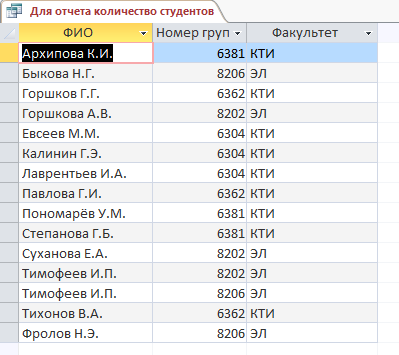 Для отчета количество студентов
ФИО Номер груп Факультет
Архипова К.И. 6381 КТИ
Быкова Н.Г. 8206 ЭЛ
Горшков Г.Г. 6362 КТИ
Горшкова А.В. 8202 ЭЛ
Евсеев М.М. 6304 КТИ
Калинин Г.Э. 6304 КТИ
Лаврентьев И.А. 6304 КТИ
Павлова Г.И. 6362 КТИ
Пономарёв У.М. 6381 КТИ
Степанова Г.Б. 6381 КТИ
Суханова Е.А. 8202 ЭЛ
Тимофеев И.П. 8202 ЭЛ
Тимофеев И.П. 8206 ЭЛ
Тихонов В.А. 6362 КТИ
Фролов Н.Э. 8206 ЭЛ